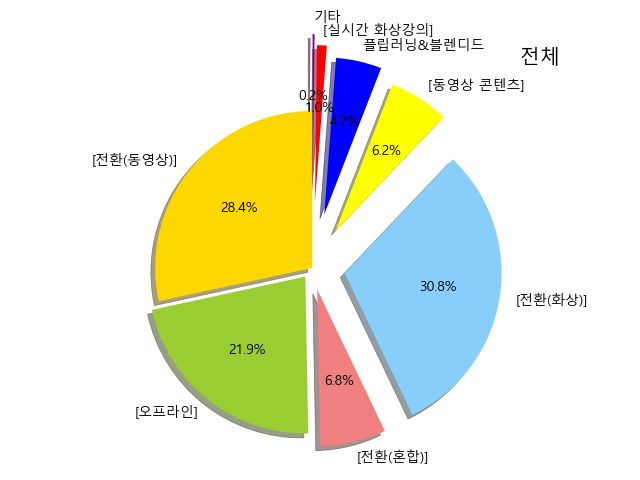 기타
[실시간 화상강의]
플립러닝&블렌디드
전체
[동영상 콘텐츠]
0.2%
1.0%
4.7%
6.2%
[전환(동영상)]
28.4%
30.8%
[전환(화상)]
21.9%
6.8%
[오프라인]
[전환(혼합)]